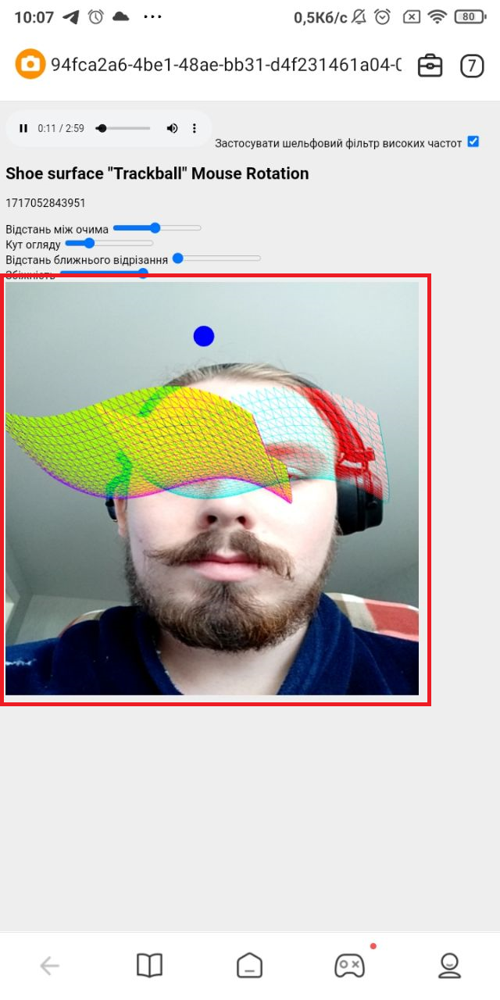 10:07 0,5Кб/с 80
94fca2a6-4be1-48ae-bb31-d4f231461a04- 7
0:11 / 2:59
Застосувати шельфовий фільтр високих частот
Shoe surface "Trackball" Mouse Rotation
1717052843951
Відстань між очима
Кут огляду
Відстань ближнього відрізання
Збіжність